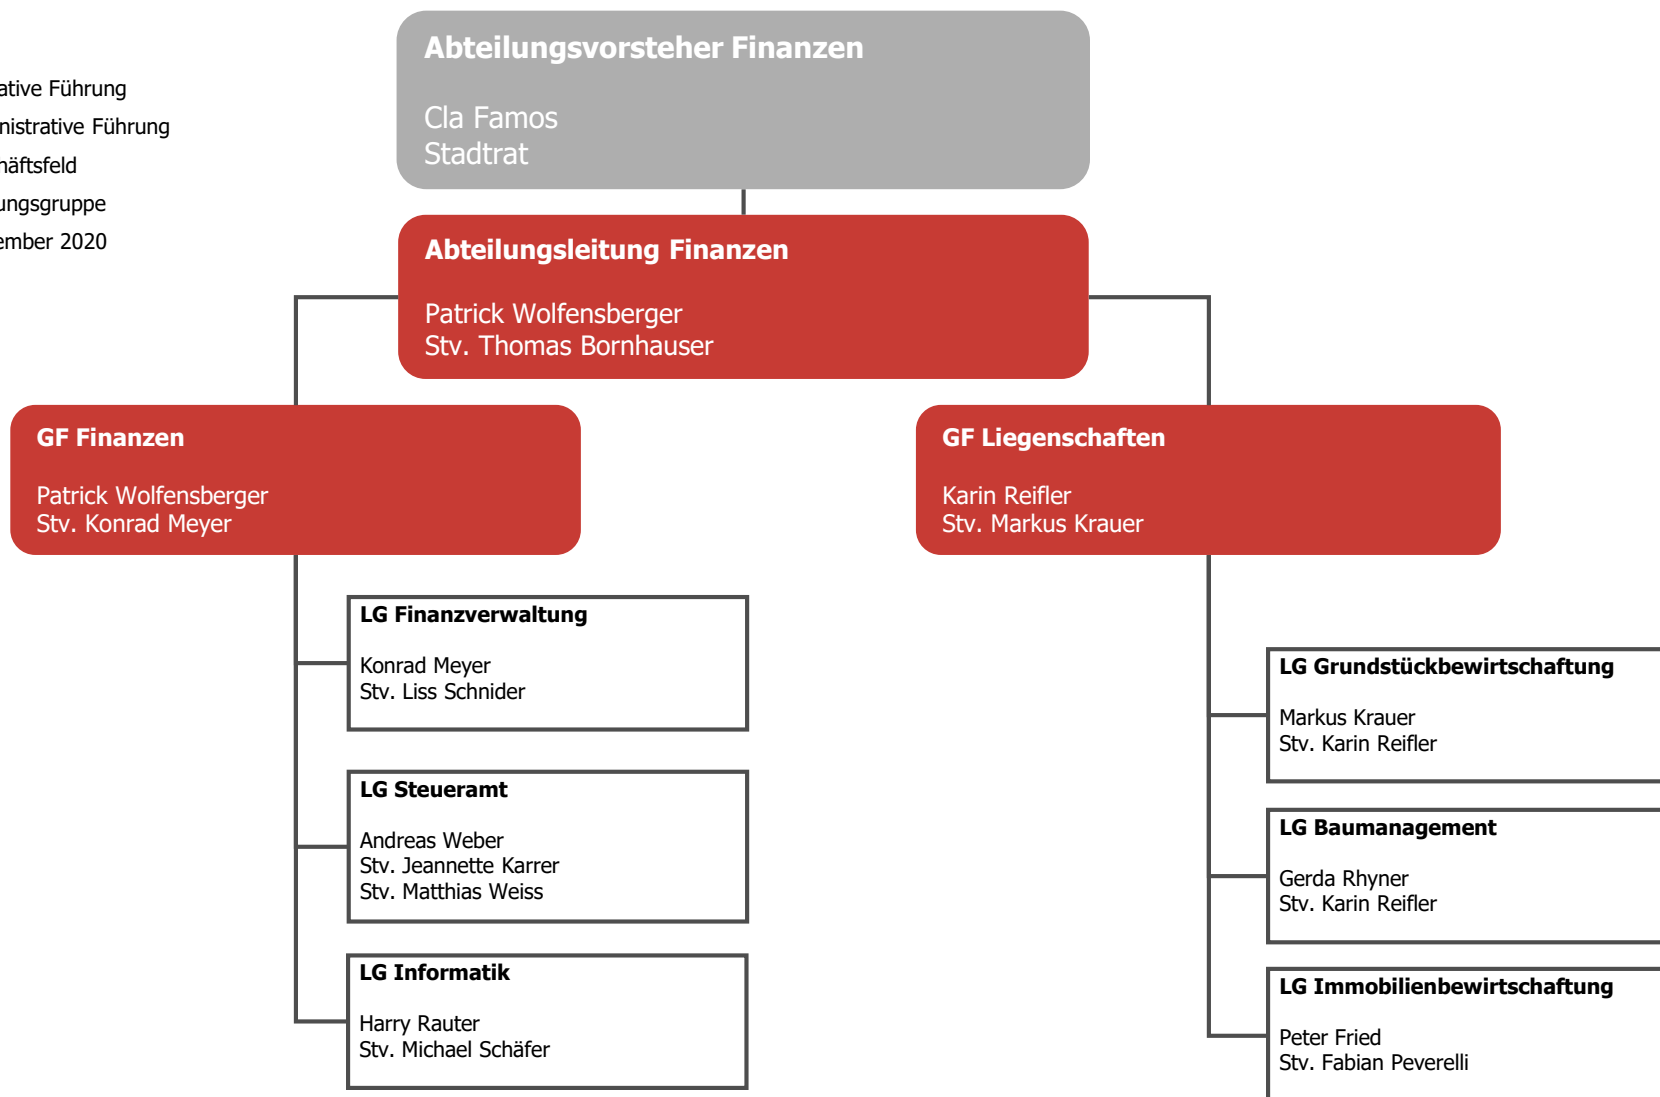 Abteilungsvorsteher Finanzen
Cla Famos
Stadtrat
ative Führung
nistrative Führung
häftsfeld
ungsgruppe
ember 2020
Abteilungsleitung Finanzen
Patrick Wolfensberger
Stv. Thomas Bornhauser
GF Finanzen
Patrick Wolfensberger
Stv. Konrad Meyer
GF Liegenschaften
Karin Reifler
Stv. Markus Krauer
LG Finanzverwaltung
Konrad Meyer
Stv. Liss Schnider
LG Steueramt
Andreas Weber
Stv. Jeannette Karrer
Stv. Matthias Weiss
LG Informatik
Harry Rauter
Stv. Michael Schäfer
LG Grundstückbewirtschaftung
Markus Krauer
Stv. Karin Reifler
LG Baumanagement
Gerda Rhyner
Stv. Karin Reifler
LG Immobilienbewirtschaftung
Peter Fried
Stv. Fabian Peverelli